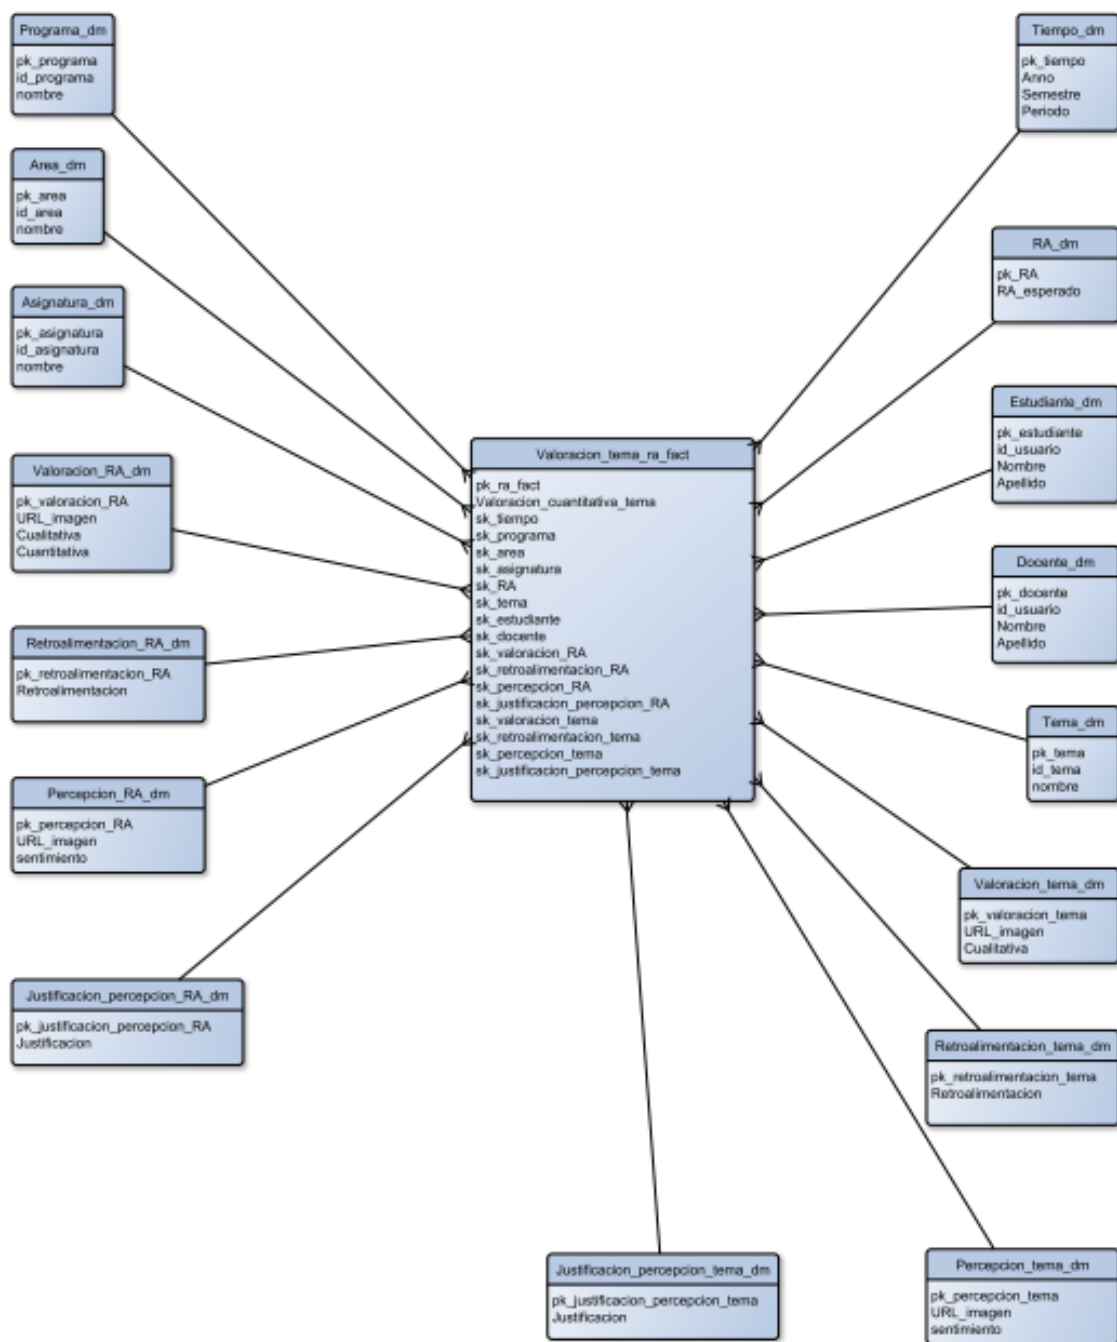 Programa_dm
pk_programa
id_programa
nombre
Area_dm
pk_area
id_area
nombre
Asignatura_dm
pk_asignatura
id_asignatura
nombre
Valoracion_RA_dm
pk_valoracion_RA
URL_imagen
Cualitativa
Cuantitativa
Retroalimentacion_RA_dm
pk_retroalimentacion_RA
Retroalimentacion
Percepcion_RA_dm
pk_percepcion_RA
URL_imagen
sentimiento
Justificacion_percepcion_RA_dm
pk_justificacion_percepcion_RA
Justificacion
Valoracion_tema_ra_fact
pk_ra_fact
Valoracion_cuantitativa_tema
sk_tiempo
sk_programa
sk_area
sk_asignatura
sk_RA
sk_tema
sk_estudiante
sk_docente
sk_valoracion_RA
sk_retroalimentacion_RA
sk_percepcion_RA
sk_justificacion_percepcion_RA
sk_valoracion_tema
sk_retroalimentacion_tema
sk_percepcion_tema
sk_justificacion_percepcion_tema
Justificacion_percepcion_tema_dm
pk_justificacion_percepcion_tema
Justificacion
Tiempo_dm
pk_tiempo
Anno
Semestre
Periodo
RA_dm
pk_RA
RA_esperado
Estudiante_dm
pk_estudiante
id_usuario
Nombre
Apellido
Docente_dm
pk_docente
id_usuario
Nombre
Apellido
Tema_dm
pk_tema
id_tema
nombre
Valoracion_tema_dm
pk_valoracion_tema
URL_imagen
Cualitativa
Retroalimentacion_tema_dm
pk_retroalimentacion_tema
Retroalimentacion
Percepcion_tema_dm
pk_percepcion_tema
URL_imagen
sentimiento